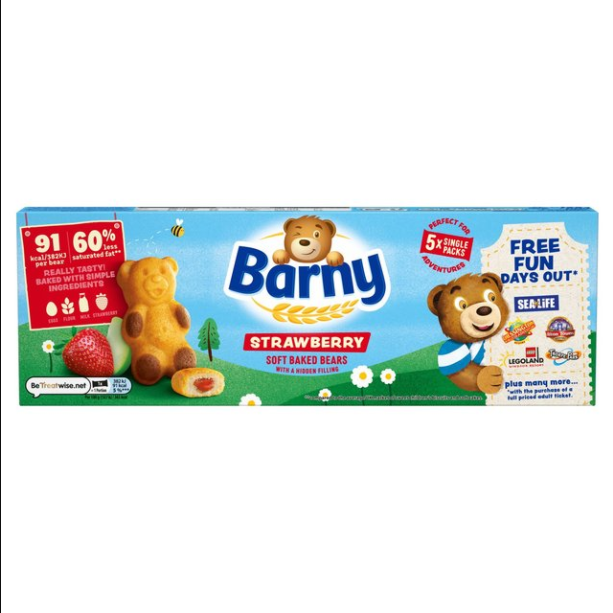 91
kcal/382KJ
per bear
60%
less
saturated fat**
REALLY TASTY!
BAKED WITH SIMPLE
INGREDIENTS
EGGS FLOUR MILK STRAWBERRY
BeTreatwise.net
Barny
STRAWBERRY
SOFT BAKED BEARS
WITH A HIDDEN FILLING
PERFECT FOR
5x SINGLE
PACKS
ADVENTURES
FREE
FUN
DAYS OUT*
SEA LIFE
LEGOLAND
plus many more...
*with the purchase of a
full priced adult ticket.